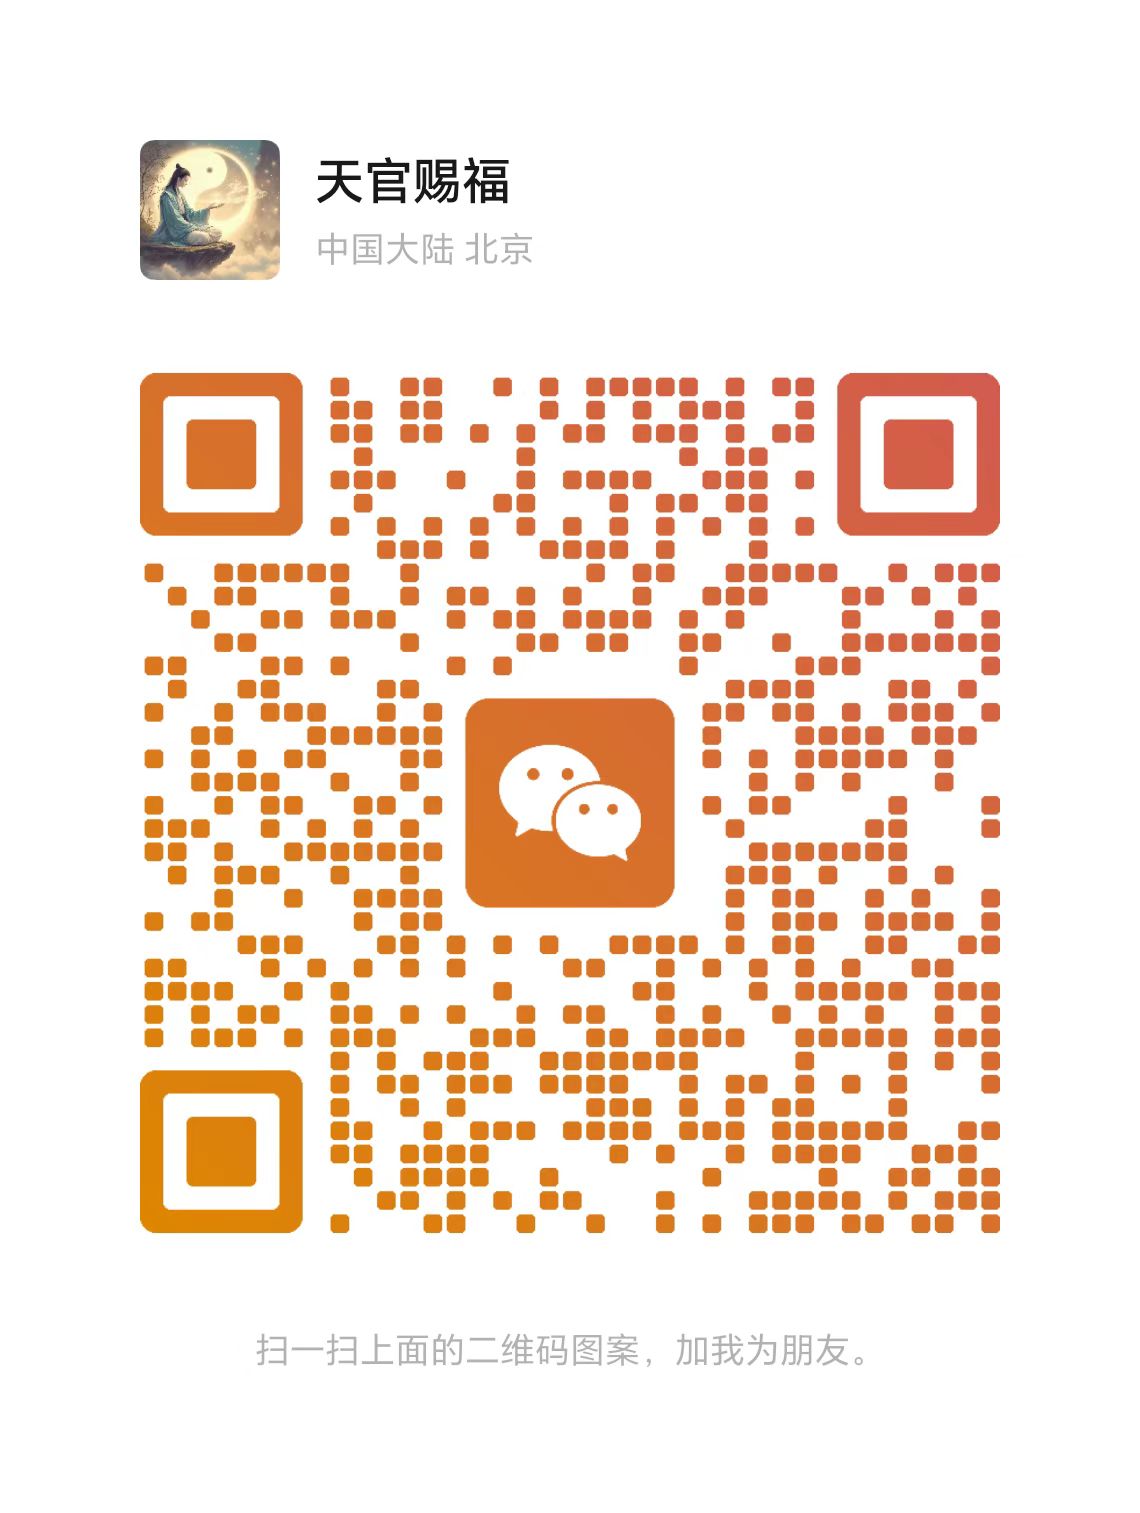 天官赐福
中国大陆 北京
扫一扫上面的二维码图案，加我为朋友。